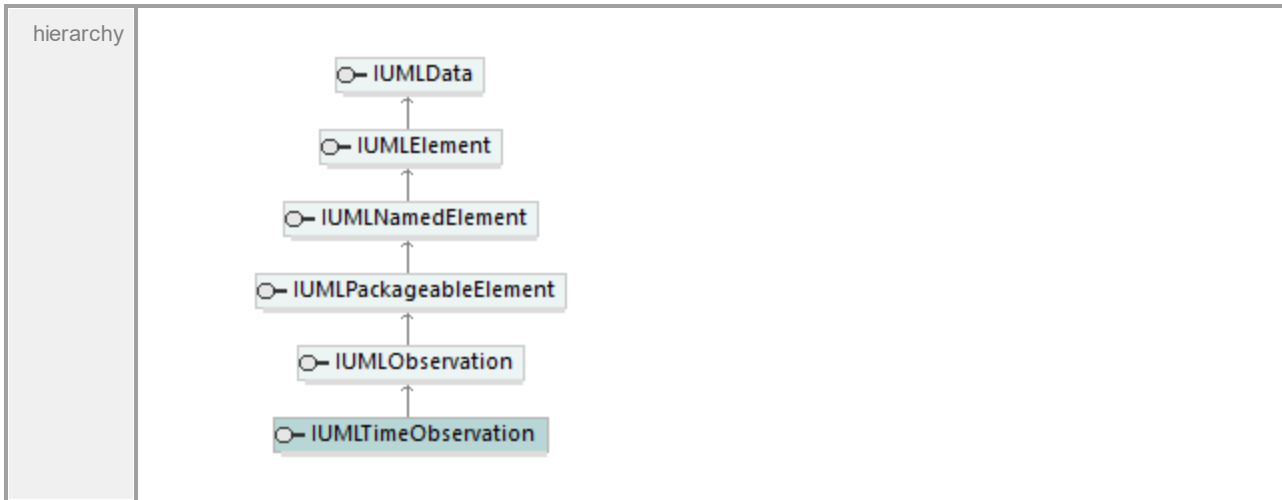 hierarchy
IUMLData
IUMLElement
IUMLNamedElement
IUMLPackageableElement
IUMLObservation
IUMLTimeObservation